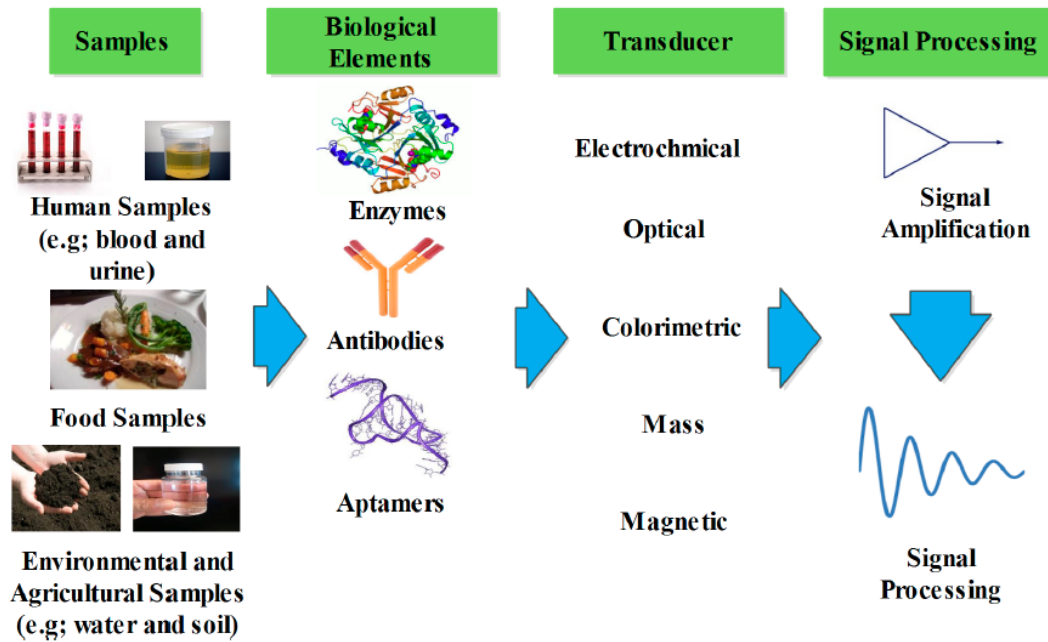 Samples
Biological
Elements
Transducer
Signal Processing
Human Samples
(e.g; blood and
urine)
Food Samples
Environmental and
Agricultural Samples
(e.g; water and soil)
Enzymes
Antibodies
Aptamers
Electrochmical
Optical
Colorimetric
Mass
Magnetic
Signal
Amplification
Signal
Processing